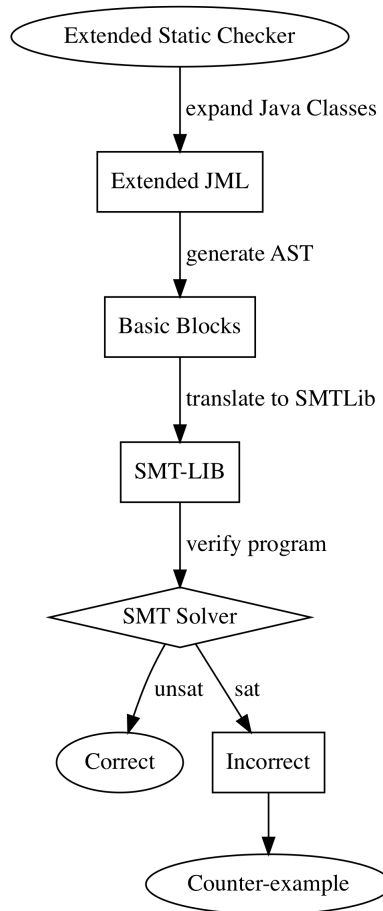 Extended Static Checker
expand Java Classes
Extended JML
generate AST
Basic Blocks
translate to SMTLib
SMT-LIB
verify program
SMT Solver
unsat
sat
Correct
Incorrect
Counter-example